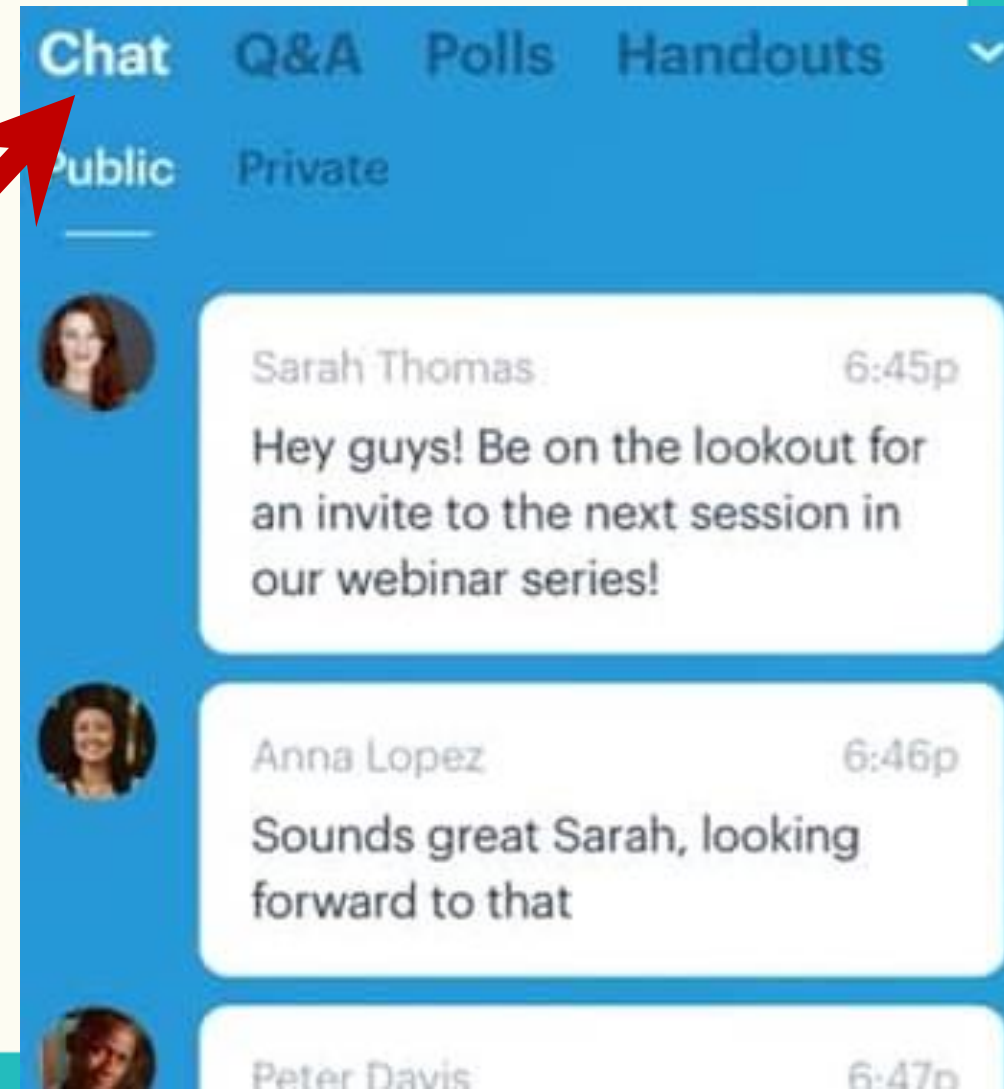 Chat Q&A Polls Handouts
Public Private
Sarah Thomas 6:45p
Hey guys! Be on the lookout for
an invite to the next session in
our webinar series!
Anna Lopez 6:46p
Sounds great Sarah, looking
forward to that
Peter Davis 6:47p